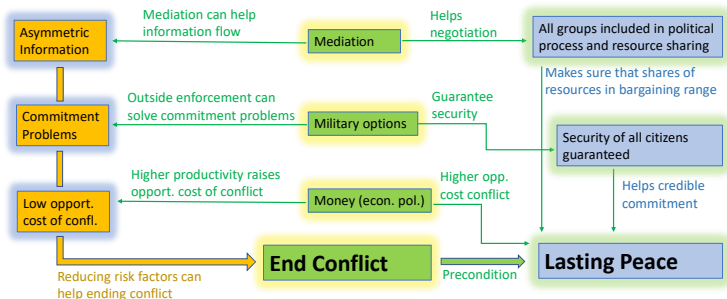 Asymmetric
Information
Mediation can help
information flow
Mediation
Helps
negotiation
All groups included in political
process and resource sharing
Makes sure that shares of
resources in bargaining range
Commitment
Problems
Outside enforcement can
solve commitment problems
Military options
Guarantee
security
Security of all citizens
guaranteed
Low opport.
cost of confl.
Higher productivity raises
opport. cost of conflict
Money (econ. pol.)
Higher opp.
cost conflict
Helps credible
commitment
Reducing risk factors can
help ending conflict
End Conflict
Precondition
Lasting Peace